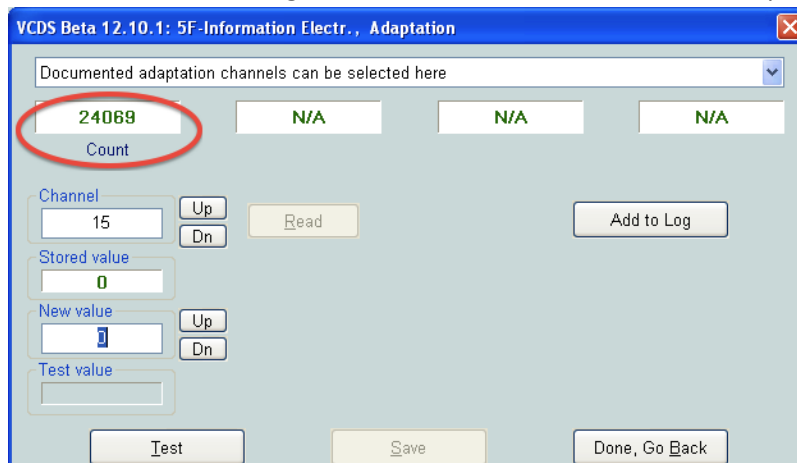 VCDS Beta 12.10.1: 5F-Information Electr., Adaptation
Documented adaptation channels can be selected here
24069 N/A N/A N/A
Count
Channel
15 Up Read Add to Log
Dn
Stored value
0
New value
0 Up
Dn
Test value
Test Save Done, Go Back